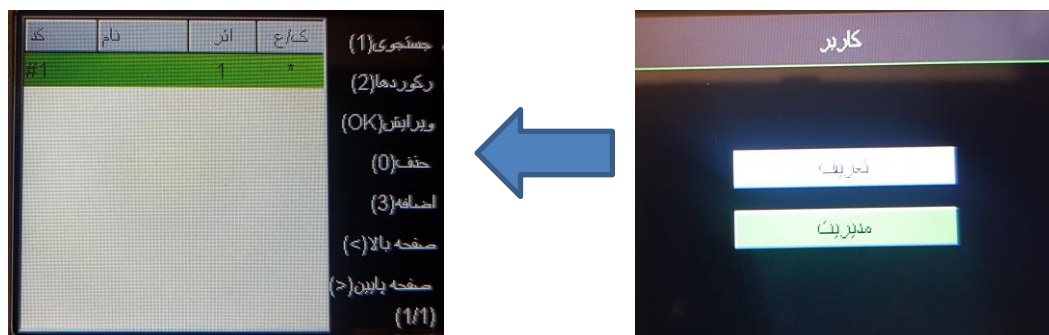 کاربر
تعریف
مدیریت
ک/ع اثر نام کد
* 1 #1
جستجوی(1)
رکوردها(2)
ویرایش(OK)
حذف(0)
اضافه(3)
صفحه بالا(<)
صفحه پایین(>)
(1/1)